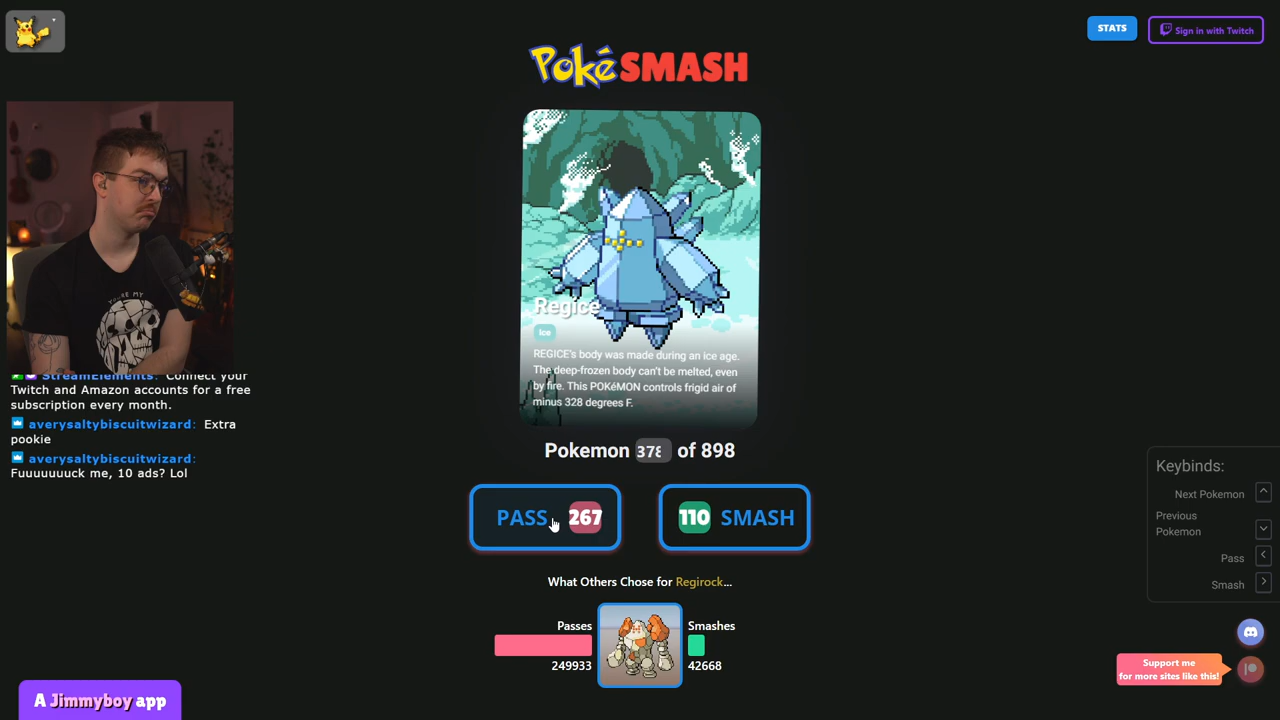 STATS
Sign in with Twitch
PokéSMASH
YOU'RE MY
Regice
Ice
REGICE's body was made during an ice age.
The deep-frozen body can't be melted, even
by fire. This POKéMON controls frigid air of
minus 328 degrees F.
StreamElements: Connect your
Twitch and Amazon accounts for a free
subscription every month.
averysaltybiscuitwizard: Extra
pookie
averysaltybiscuitwizard:
Fuuuuuuuck me, 10 ads? Lol
Pokemon 378 of 898
PASS 267
110 SMASH
Keybinds:
Next Pokemon
Previous
Pokemon
Pass
Smash
What Others Chose for Regirock...
Passes
249933
Smashes
42668
Support me
for more sites like this!
A Jimmyboy app